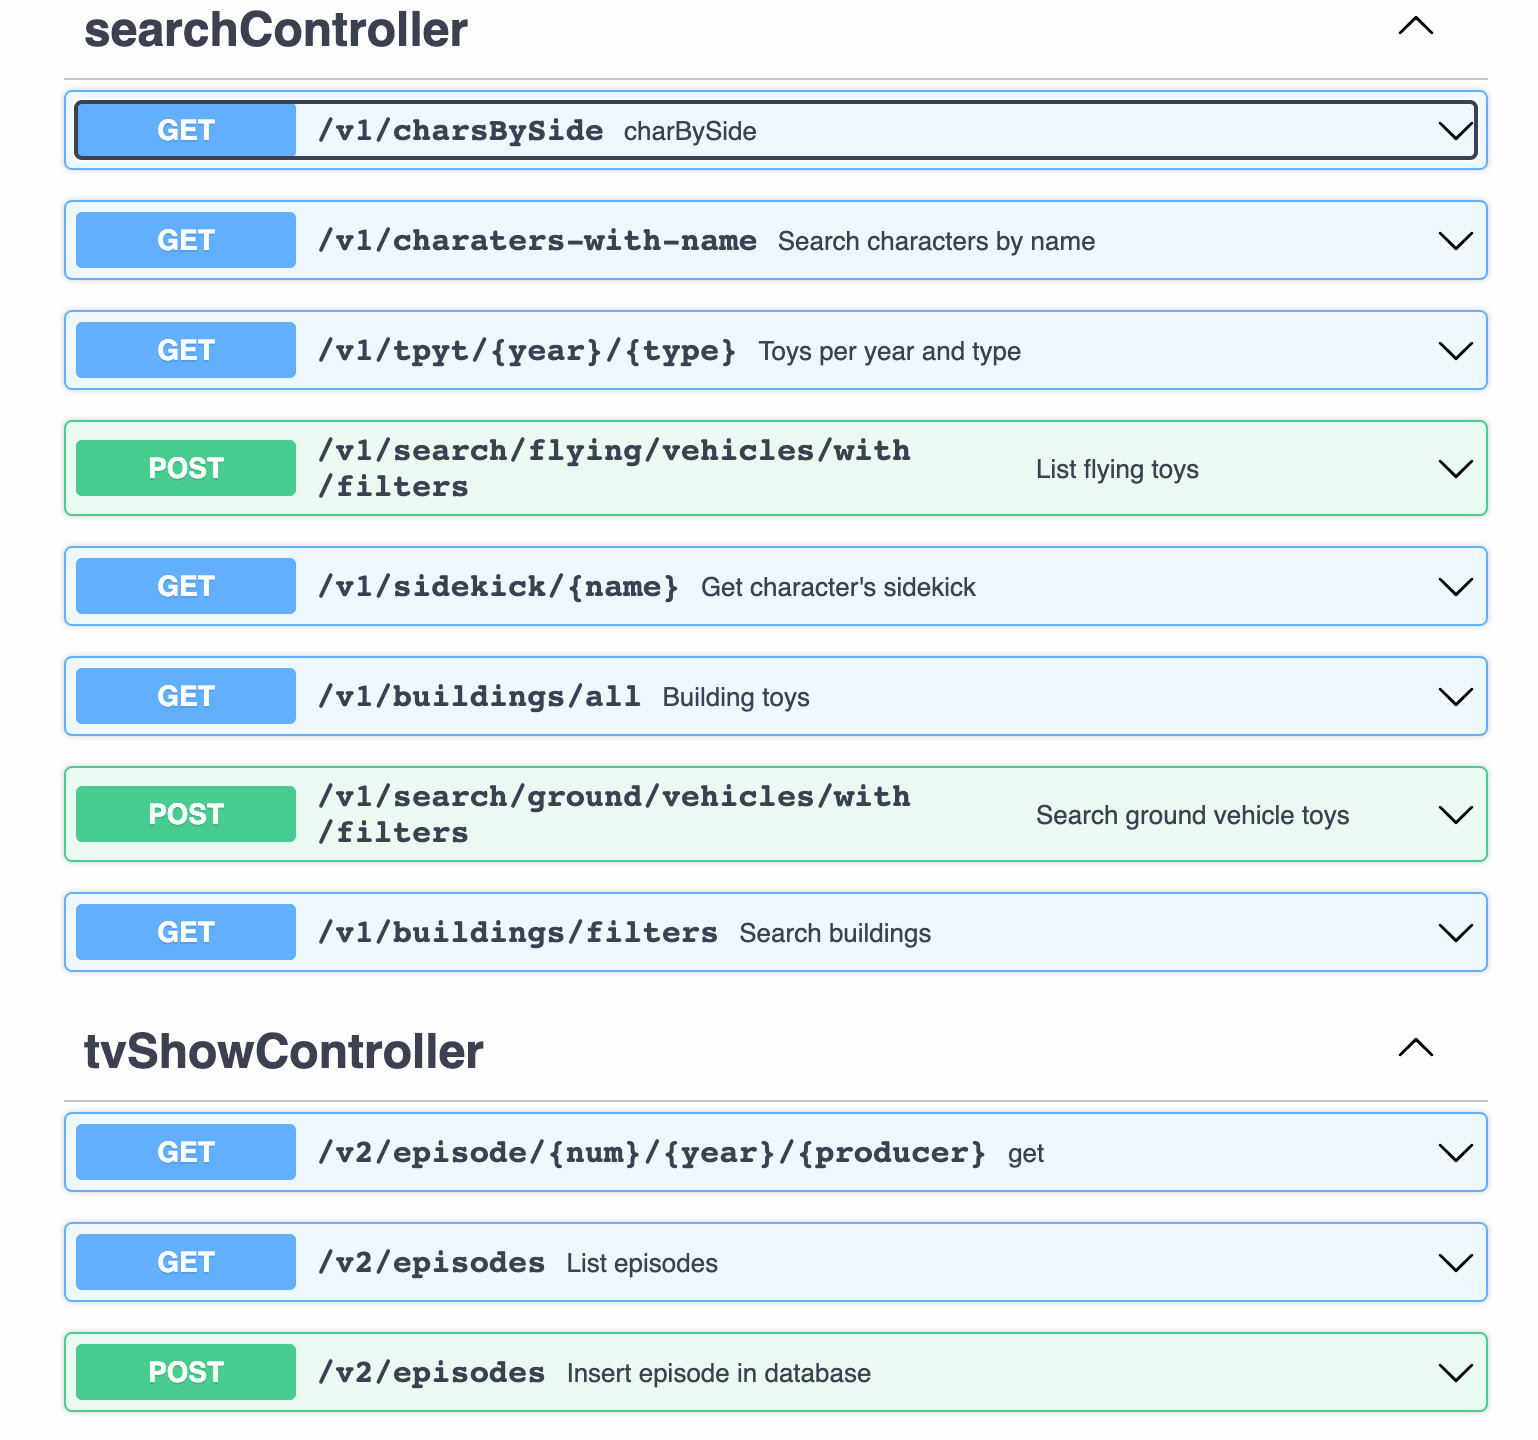 searchController
GET /v1/charsBySide charBySide
GET /v1/charaters-with-name Search characters by name
GET /v1/tpyt/{year}/{type} Toys per year and type
POST /v1/search/flying/vehicles/with
/filters List flying toys
GET /v1/sidekick/{name} Get character's sidekick
GET /v1/buildings/all Building toys
POST /v1/search/ground/vehicles/with
/filters Search ground vehicle toys
GET /v1/buildings/filters Search buildings
tvShowController
GET /v2/episode/{num}/{year}/{producer} get
GET /v2/episodes List episodes
POST /v2/episodes Insert episode in database